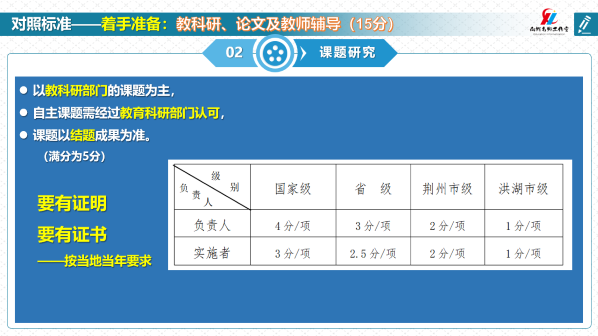 对照标准——着手准备：教科研、论文及教师辅导（15分）
02 课题研究
以教科研部门的课题为主，
自主课题需经过教育科研部门认可，
课题以结题成果为准。
（满分为5分）
要有证明
要有证书
——按当地当年要求
级别 负责人 国家级 省 级 荆州市级 洪湖市级
负责人 4分/项 3分/项 2分/项 1分/项
实施者 3分/项 2.5分/项 2分/项 1分/项